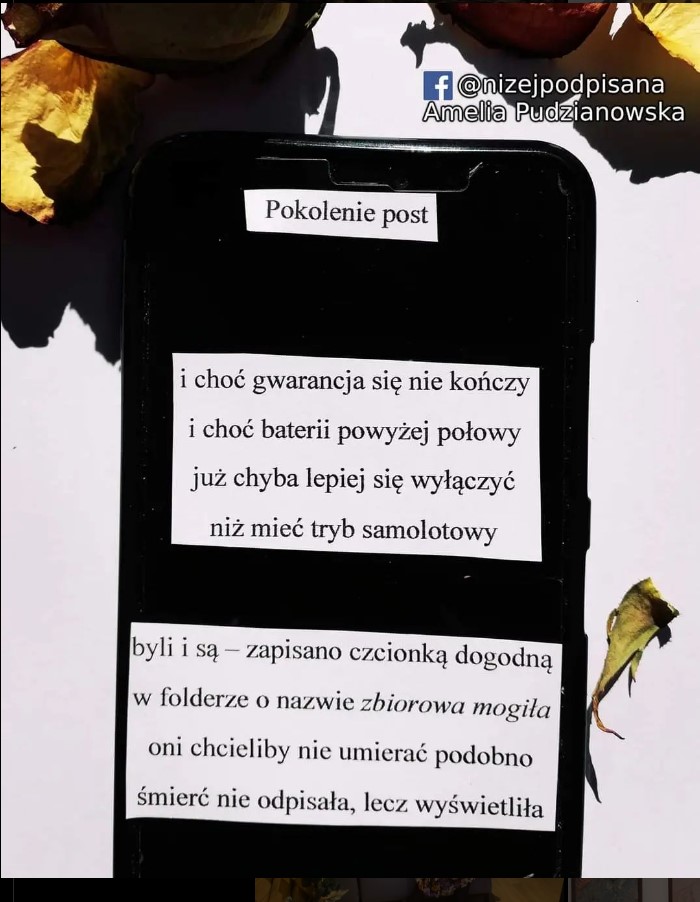 @nizejpodpisana
Amelia Pudzianowska
Pokolenie post
i choć gwarancja się nie kończy
i choć baterii powyżej połowy
już chyba lepiej się wyłączyć
niż mieć tryb samolotowy
byli i są – zapisano czcionką dogodną
w folderze o nazwie zbiorowa mogiła
oni chcieliby nie umierać podobno
śmierć nie odpisała, lecz wyświetliła